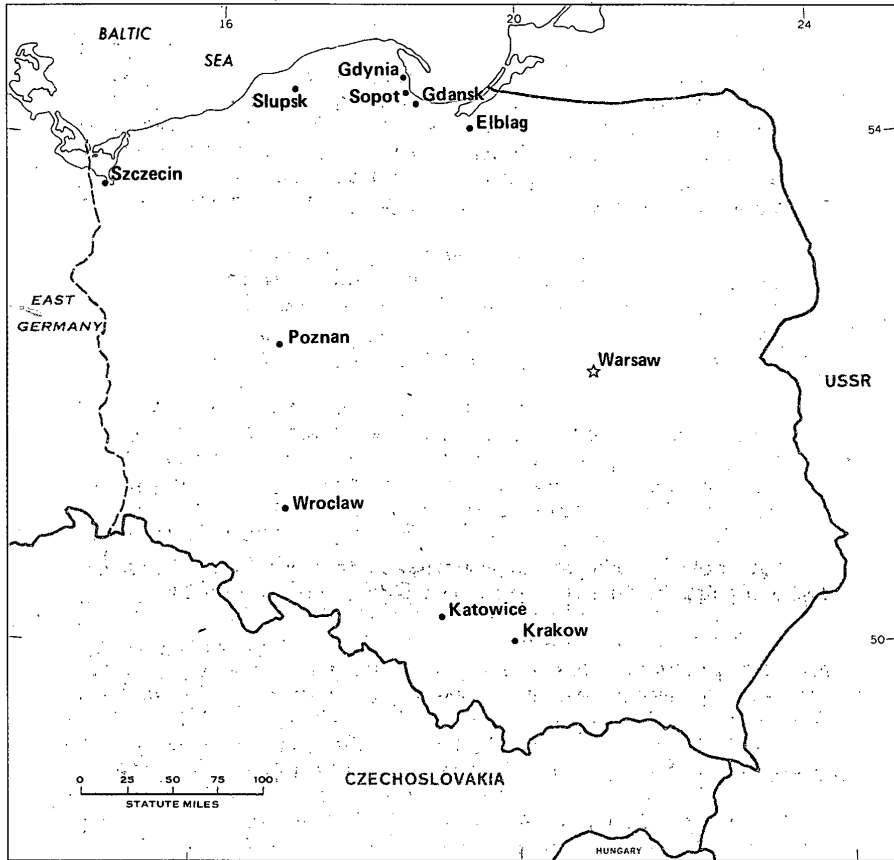 16 20 24
BALTIC
SEA
Gdynia
Slupsk Sopot Gdansk
Elblag 54
Szczecin
EAST
GERMANY
Poznan
Warsaw
USSR
Wroclaw
Katowice
Krakow 50
0 25 50 75 100
STATUTE MILES
CZECHOSLOVAKIA
HUNGARY